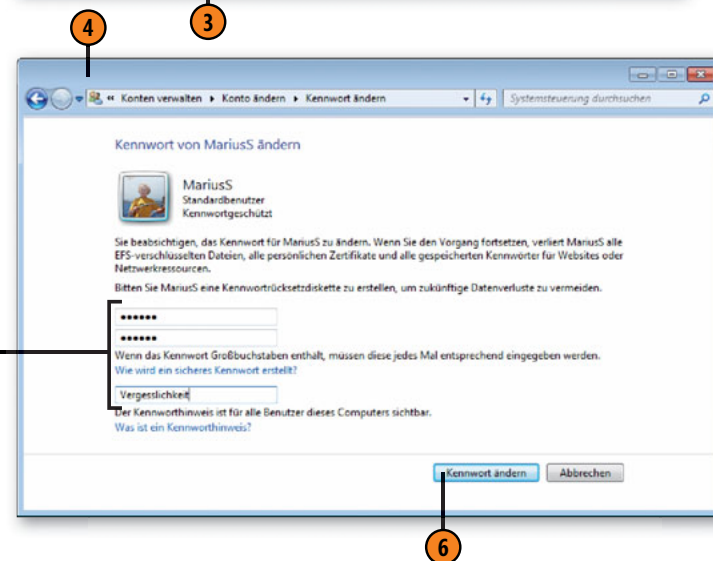 4
3
« Konten verwalten ▸ Konto ändern ▸ Kennwort ändern
Systemsteuerung durchsuchen
Kennwort von MariusS ändern
MariusS
Standardbenutzer
Kennwortgeschützt
Sie beabsichtigen, das Kennwort für MariusS zu ändern. Wenn Sie den Vorgang fortsetzen, verliert MariusS alle
EFS-verschlüsselten Dateien, alle persönlichen Zertifikate und alle gespeicherten Kennwörter für Websites oder
Netzwerkressourcen.
Bitten Sie MariusS eine Kennwortrücksetzdiskette zu erstellen, um zukünftige Datenverluste zu vermeiden.
••••••
••••••
Wenn das Kennwort Großbuchstaben enthält, müssen diese jedes Mal entsprechend eingegeben werden.
Wie wird ein sicheres Kennwort erstellt?
Vergesslichkeit
Der Kennworthinweis ist für alle Benutzer dieses Computers sichtbar.
Was ist ein Kennworthinweis?
Kennwort ändern Abbrechen
6